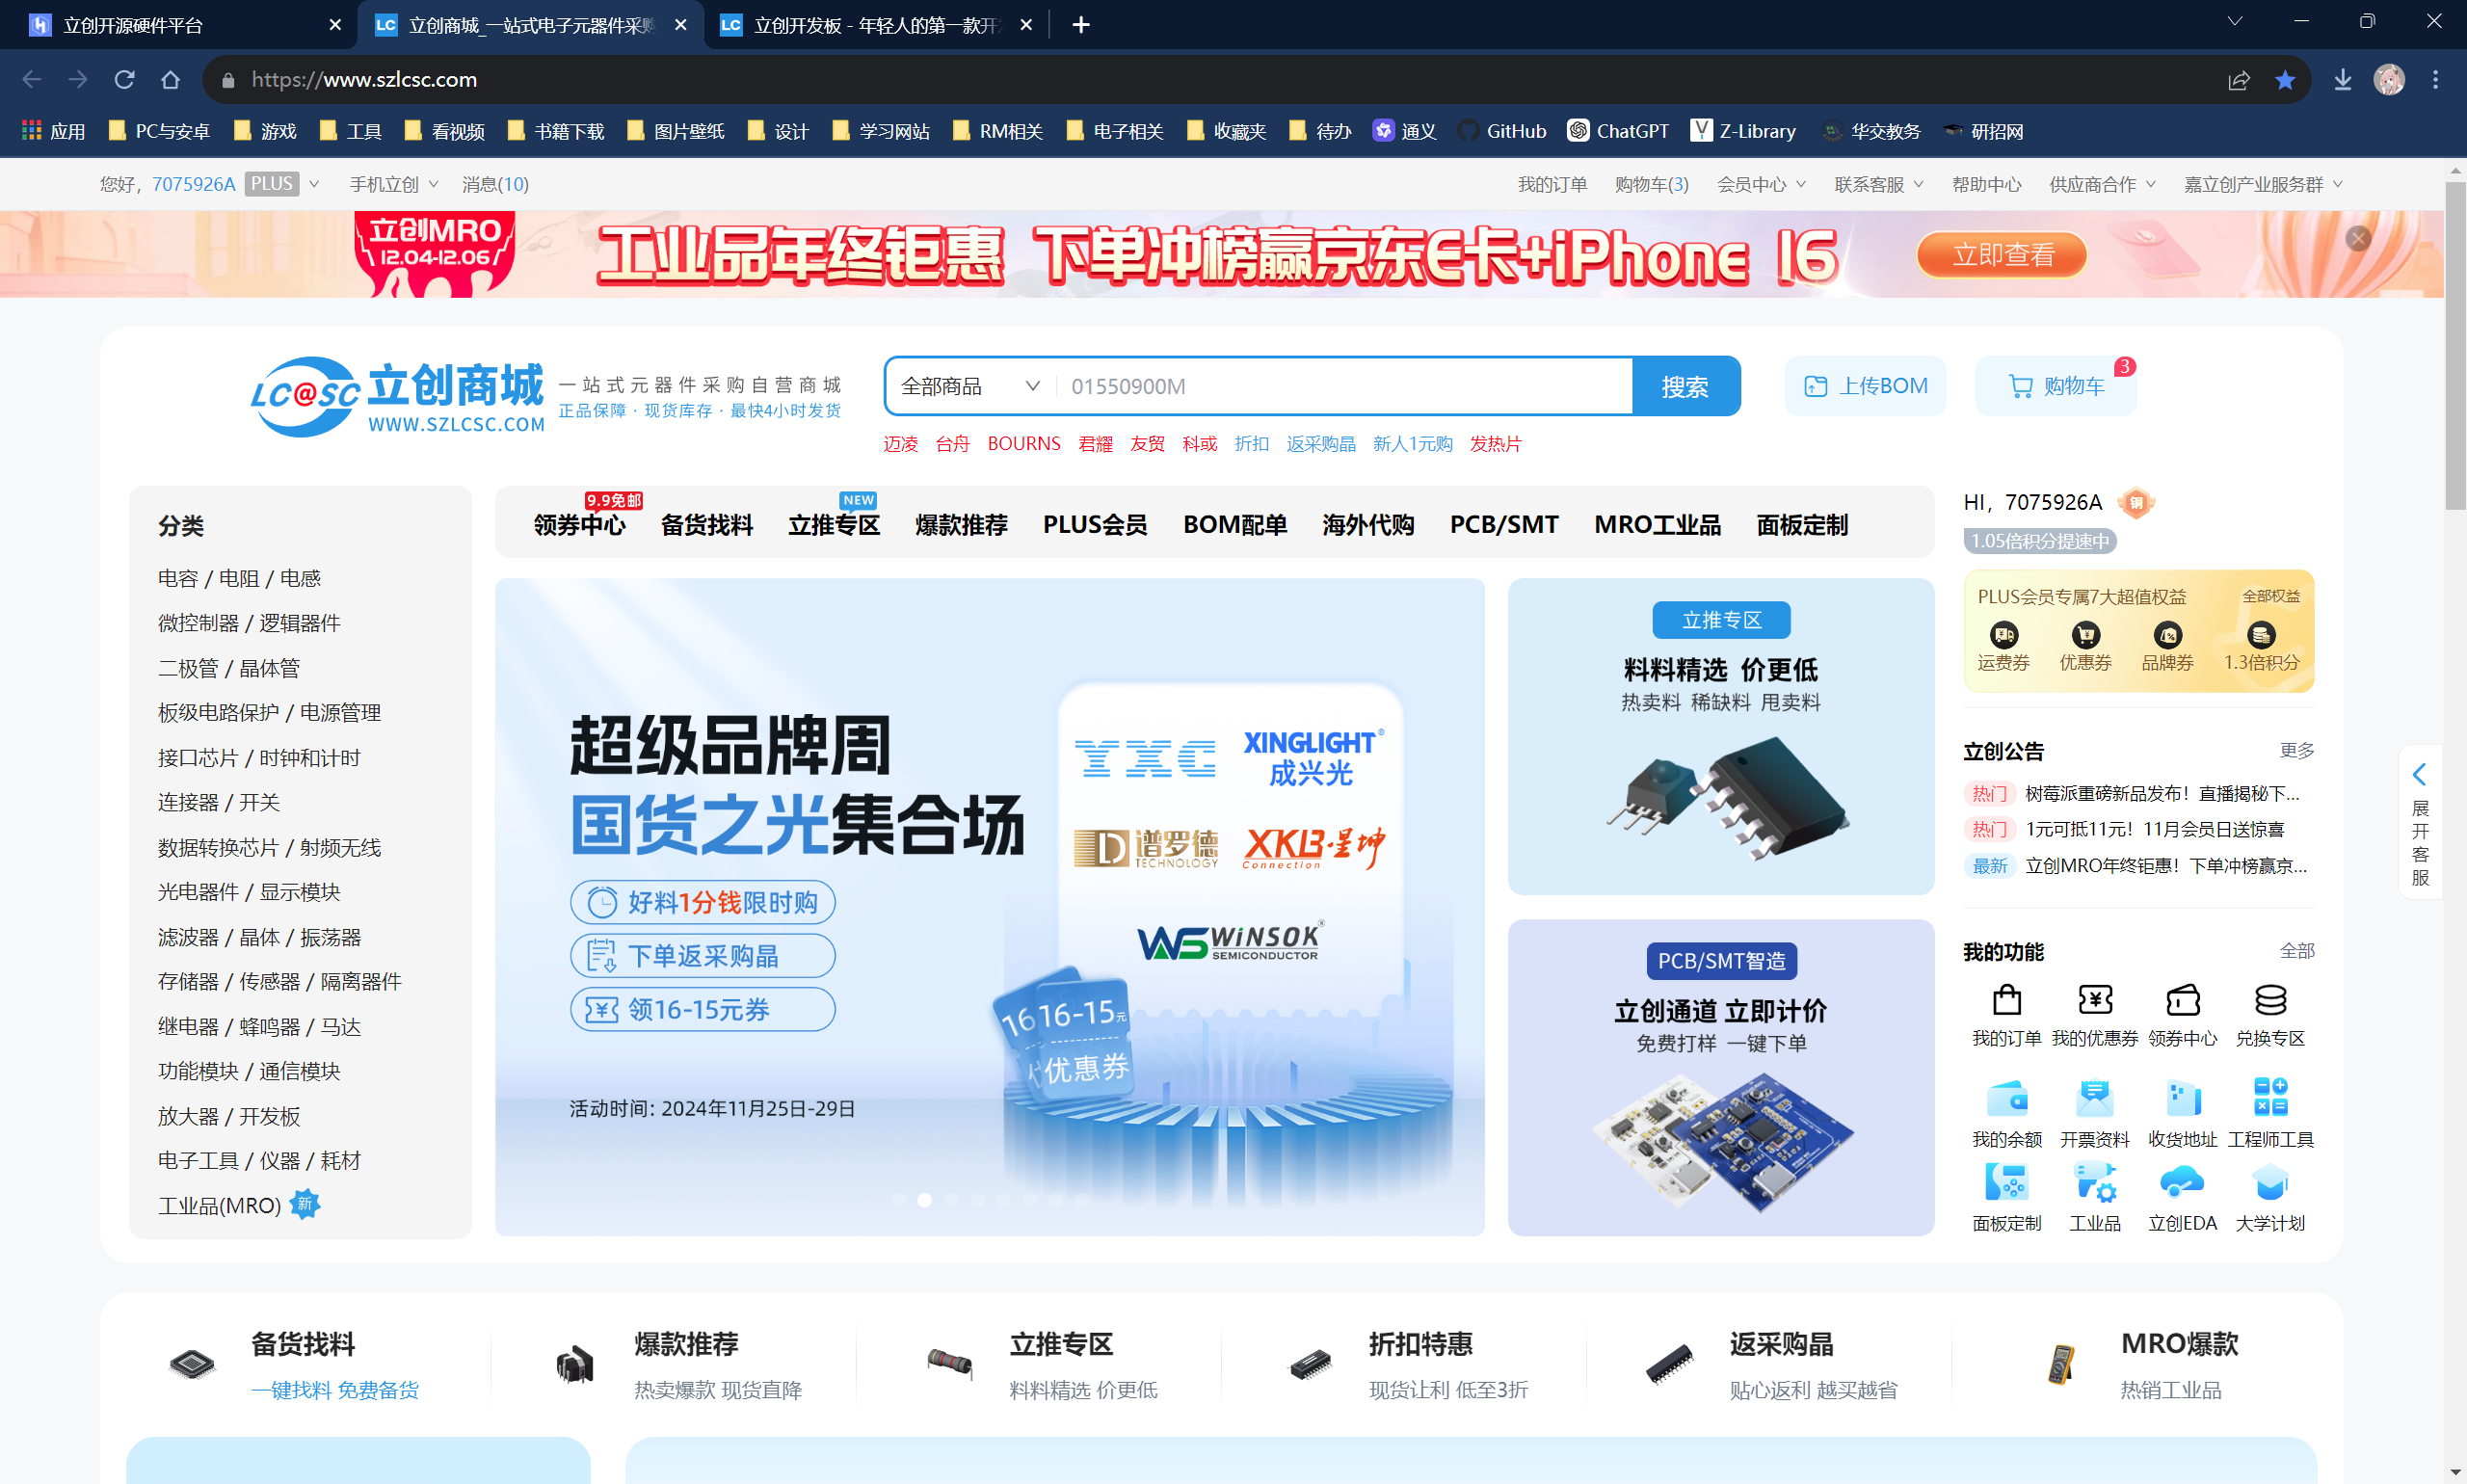 立创开源硬件平台
立创商城_一站式电子元器件采购
立创开发板 - 年轻人的第一款开
https://www.szlcsc.com
应用 PC与安卓 游戏 工具 看视频 书籍下载 图片壁纸 设计 学习网站 RM相关 电子相关 收藏夹 待办 通义 GitHub ChatGPT Z-Library 华交教务 研招网
您好，7075926A PLUS 手机立创 消息(10)
我的订单 购物车(3) 会员中心 联系客服 帮助中心 供应商合作 嘉立创产业服务群
立创MRO
12.04-12.06
工业品年终钜惠 下单冲榜赢京东E卡+iPhone 16
立即查看
LC@SC 立创商城
WWW.SZLCSC.COM
一站式元器件采购自营商城
正品保障 · 现货库存 · 最快4小时发货
全部商品 01550900M 搜索
上传BOM
购物车 3
迈凌 台舟 BOURNS 君耀 友贸 科或 折扣 返采购晶 新人1元购 发热片
分类
电容 / 电阻 / 电感
微控制器 / 逻辑器件
二极管 / 晶体管
板级电路保护 / 电源管理
接口芯片 / 时钟和计时
连接器 / 开关
数据转换芯片 / 射频无线
光电器件 / 显示模块
滤波器 / 晶体 / 振荡器
存储器 / 传感器 / 隔离器件
继电器 / 蜂鸣器 / 马达
功能模块 / 通信模块
放大器 / 开发板
电子工具 / 仪器 / 耗材
工业品(MRO) 新
9.9免邮 NEW
领券中心 备货找料 立推专区 爆款推荐 PLUS会员 BOM配单 海外代购 PCB/SMT MRO工业品 面板定制
超级品牌周
国货之光集合场
好料1分钱限时购
下单返采购晶
领16-15元券
活动时间：2024年11月25日-29日
YXC
XINGLIGHT®
成兴光
谱罗德
TECHNOLOGY
XKB·星坤
Connection
WS WINSOK®
SEMICONDUCTOR
16-15元
优惠券
立推专区
料料精选 价更低
热卖料 稀缺料 甩卖料
PCB/SMT智造
立创通道 立即计价
免费打样 一键下单
HI，7075926A 铜
1.05倍积分提速中
PLUS会员专属7大超值权益 全部权益
运费券 优惠券 品牌券 1.3倍积分
立创公告 更多
热门 树莓派重磅新品发布！直播揭秘下...
热门 1元可抵11元！11月会员日送惊喜
最新 立创MRO年终钜惠！下单冲榜赢京...
我的功能 全部
我的订单 我的优惠券 领券中心 兑换专区
我的余额 开票资料 收货地址 工程师工具
面板定制 工业品 立创EDA 大学计划
展开客服
备货找料
一键找料 免费备货
爆款推荐
热卖爆款 现货直降
立推专区
料料精选 价更低
折扣特惠
现货让利 低至3折
返采购晶
贴心返利 越买越省
MRO爆款
热销工业品